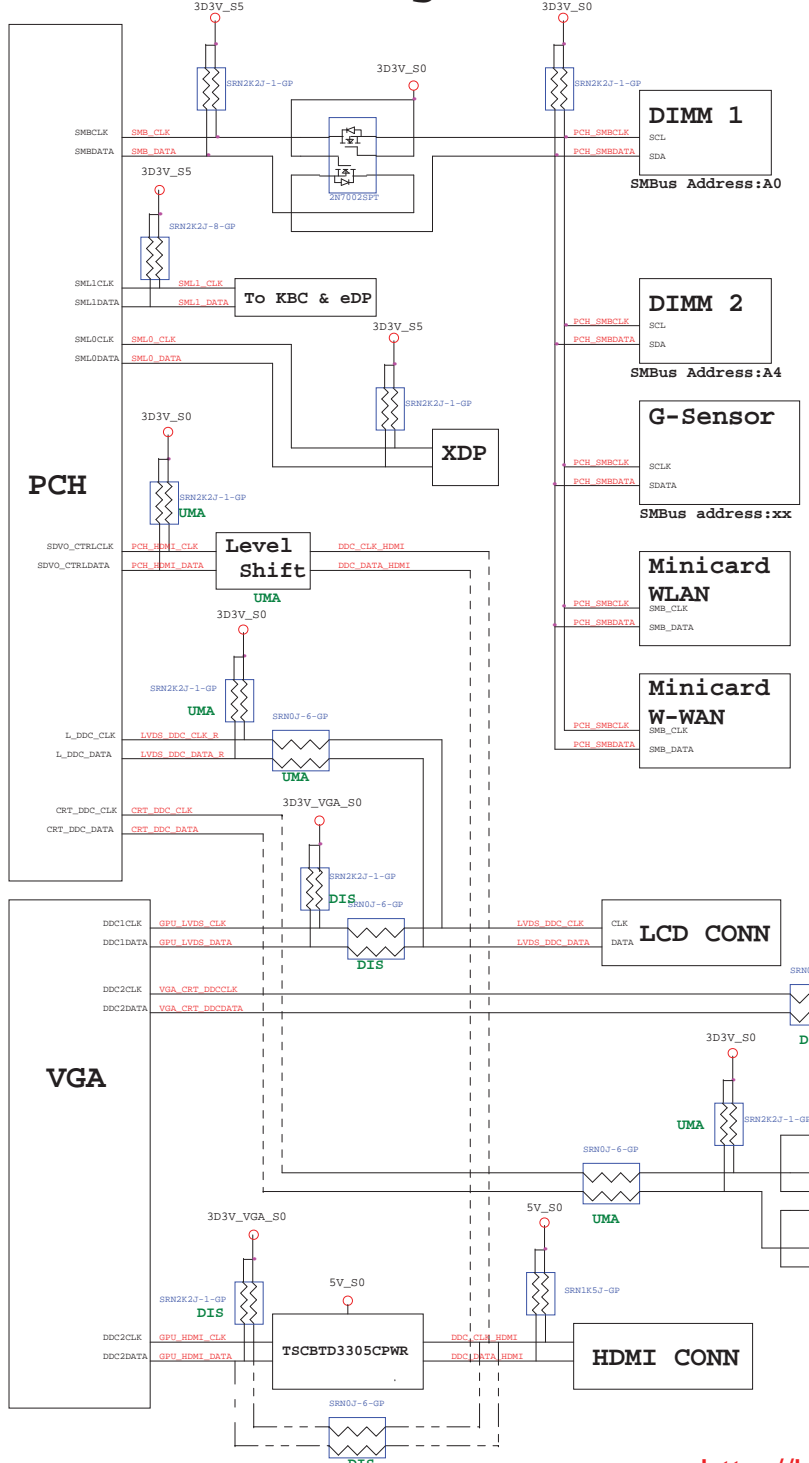 3D3V_S5
3D3V_S0
SRN2K2J-1-GP
SRN2K2J-1-GP
3D3V_S0
DIMM 1
SMBCLK
SMB_CLK
PCH_SMBCLK
SCL
SMBDATA
SMB_DATA
PCH_SMBDATA
SDA
3D3V_S5
2N7002SPT
SMBus Address:A0
SRN2K2J-8-GP
SML1CLK
SML1_CLK
SML1DATA
SML1_DATA
To KBC & eDP
DIMM 2
PCH_SMBCLK
SCL
PCH_SMBDATA
SDA
SMBus Address:A4
SML0CLK
SML0_CLK
SML0DATA
SML0_DATA
3D3V_S5
SRN2K2J-1-GP
XDP
G-Sensor
PCH_SMBCLK
SCLK
PCH_SMBDATA
SDATA
SMBus address:xx
3D3V_S0
PCH
SRN2K2J-1-GP
UMA
SDVO_CTRLCLK
PCH_HDMI_CLK
SDVO_CTRLDATA
PCH_HDMI_DATA
Level
Shift
DDC_CLK_HDMI
DDC_DATA_HDMI
UMA
Minicard
WLAN
PCH_SMBCLK
SMB_CLK
PCH_SMBDATA
SMB_DATA
3D3V_S0
SRN2K2J-1-GP
UMA
SRN0J-6-GP
Minicard
W-WAN
PCH_SMBCLK
SMB_CLK
PCH_SMBDATA
SMB_DATA
L_DDC_CLK
LVDS_DDC_CLK_R
L_DDC_DATA
LVDS_DDC_DATA_R
UMA
CRT_DDC_CLK
CRT_DDC_CLK
CRT_DDC_DATA
CRT_DDC_DATA
3D3V_VGA_S0
SRN2K2J-1-GP
DIS
SRN0J-6-GP
DDC1CLK
GPU_LVDS_CLK
DDC1DATA
GPU_LVDS_DATA
DIS
LVDS_DDC_CLK
CLK
LVDS_DDC_DATA
DATA
LCD CONN
DDC2CLK
VGA_CRT_DDCCLK
DDC2DATA
VGA_CRT_DDCDATA
VGA
3D3V_S0
UMA
SRN2K2J-1-GP
SRN0J-6-GP
UMA
3D3V_VGA_S0
5V_S0
5V_S0
SRN2K2J-1-GP
DIS
SRN1K5J-GP
DDC2CLK
GPU_HDMI_CLK
DDC2DATA
GPU_HDMI_DATA
TSCBTD3305CPWR
DDC_CLK_HDMI
DDC_DATA_HDMI
HDMI CONN
SRN0J-6-GP
DIS